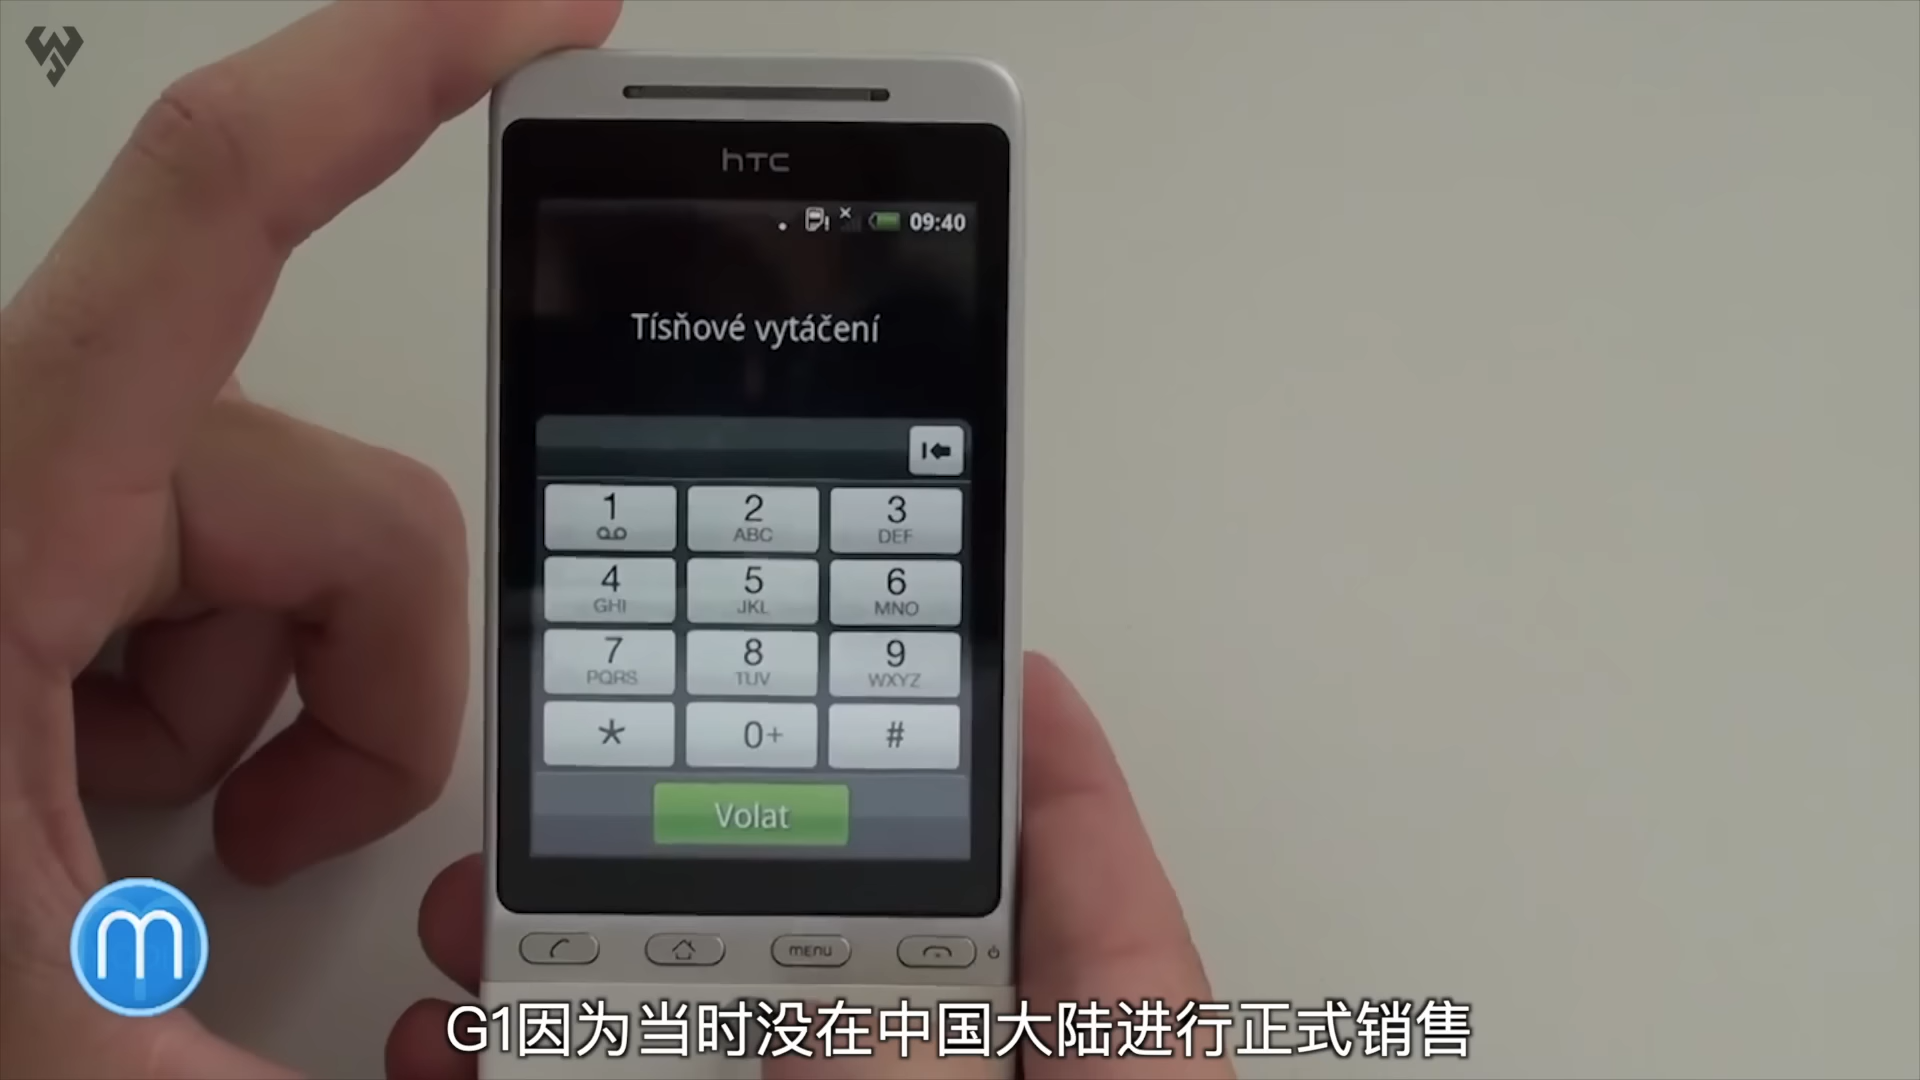 htc
09:40
Tísňové vytáčení
1
2 ABC
3 DEF
4 GHI
5 JKL
6 MNO
7 PQRS
8 TUV
9 WXYZ
*
0+
#
Volat
MENU
m
G1因为当时没在中国大陆进行正式销售